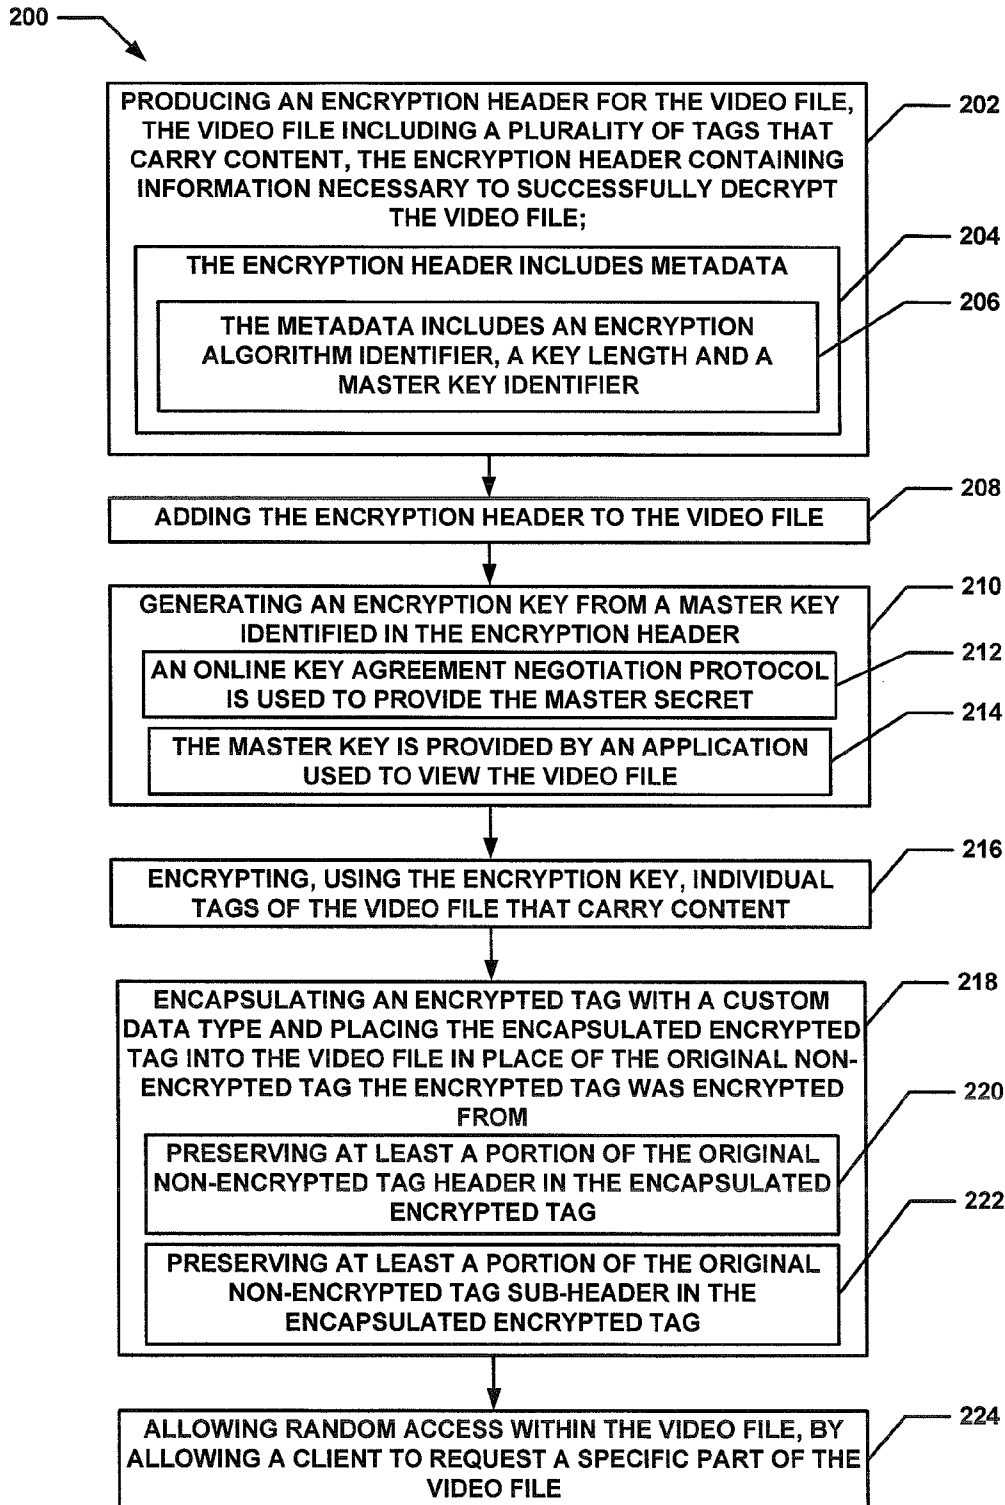 200
PRODUCING AN ENCRYPTION HEADER FOR THE VIDEO FILE,
THE VIDEO FILE INCLUDING A PLURALITY OF TAGS THAT
CARRY CONTENT, THE ENCRYPTION HEADER CONTAINING
INFORMATION NECESSARY TO SUCCESSFULLY DECRYPT
THE VIDEO FILE;
202
THE ENCRYPTION HEADER INCLUDES METADATA
204
THE METADATA INCLUDES AN ENCRYPTION
ALGORITHM IDENTIFIER, A KEY LENGTH AND A
MASTER KEY IDENTIFIER
206
ADDING THE ENCRYPTION HEADER TO THE VIDEO FILE
208
GENERATING AN ENCRYPTION KEY FROM A MASTER KEY
IDENTIFIED IN THE ENCRYPTION HEADER
210
AN ONLINE KEY AGREEMENT NEGOTIATION PROTOCOL
IS USED TO PROVIDE THE MASTER SECRET
212
THE MASTER KEY IS PROVIDED BY AN APPLICATION
USED TO VIEW THE VIDEO FILE
214
ENCRYPTING, USING THE ENCRYPTION KEY, INDIVIDUAL
TAGS OF THE VIDEO FILE THAT CARRY CONTENT
216
ENCAPSULATING AN ENCRYPTED TAG WITH A CUSTOM
DATA TYPE AND PLACING THE ENCAPSULATED ENCRYPTED
TAG INTO THE VIDEO FILE IN PLACE OF THE ORIGINAL NON-
ENCRYPTED TAG THE ENCRYPTED TAG WAS ENCRYPTED
FROM
218
PRESERVING AT LEAST A PORTION OF THE ORIGINAL
NON-ENCRYPTED TAG HEADER IN THE ENCAPSULATED
ENCRYPTED TAG
220
PRESERVING AT LEAST A PORTION OF THE ORIGINAL
NON-ENCRYPTED TAG SUB-HEADER IN THE
ENCAPSULATED ENCRYPTED TAG
222
ALLOWING RANDOM ACCESS WITHIN THE VIDEO FILE, BY
ALLOWING A CLIENT TO REQUEST A SPECIFIC PART OF THE
VIDEO FILE
224